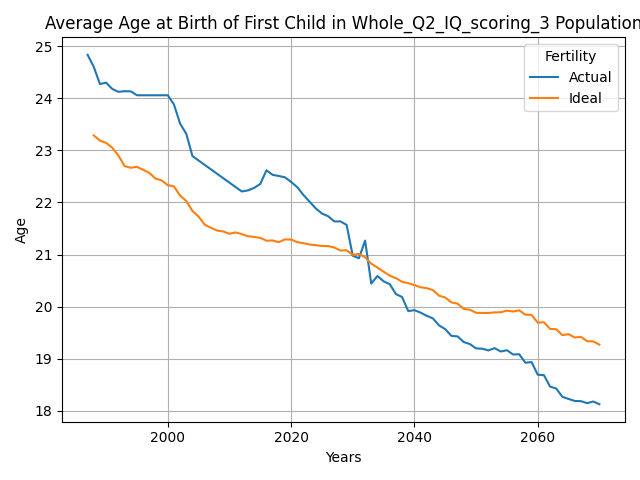 Average Age at Birth of First Child in Whole_Q2_IQ_scoring_3 Population
Fertility
Actual
Ideal
25
24
23
22
21
20
19
18
Age
2000
2020
2040
2060
Years